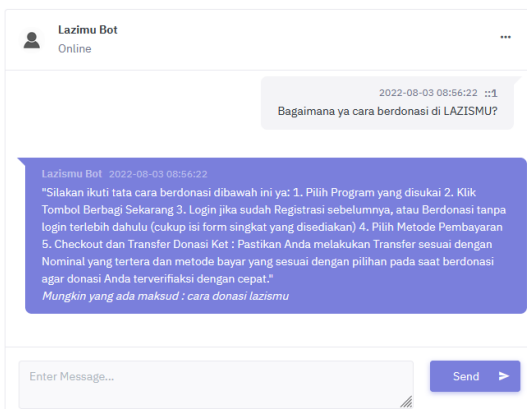 Lazimu Bot
Online
2022-08-03 08:56:22 ::1
Bagaimana ya cara berdonasi di LAZISMU?
Lazismu Bot 2022-08-03 08:56:22
"Silakan ikuti tata cara berdonasi dibawah ini ya: 1. Pilih Program yang disukai 2. Klik
Tombol Berbagi Sekarang 3. Login jika sudah Registrasi sebelumnya, atau Berdonasi tanpa
login terlebih dahulu (cukup isi form singkat yang disediakan) 4. Pilih Metode Pembayaran
5. Checkout dan Transfer Donasi Ket : Pastikan Anda melakukan Transfer sesuai dengan
Nominal yang tertera dan metode bayar yang sesuai dengan pilihan pada saat berdonasi
agar donasi Anda terverifiaksi dengan cepat."
Mungkin yang ada maksud : cara donasi lazismu
Enter Message...
Send